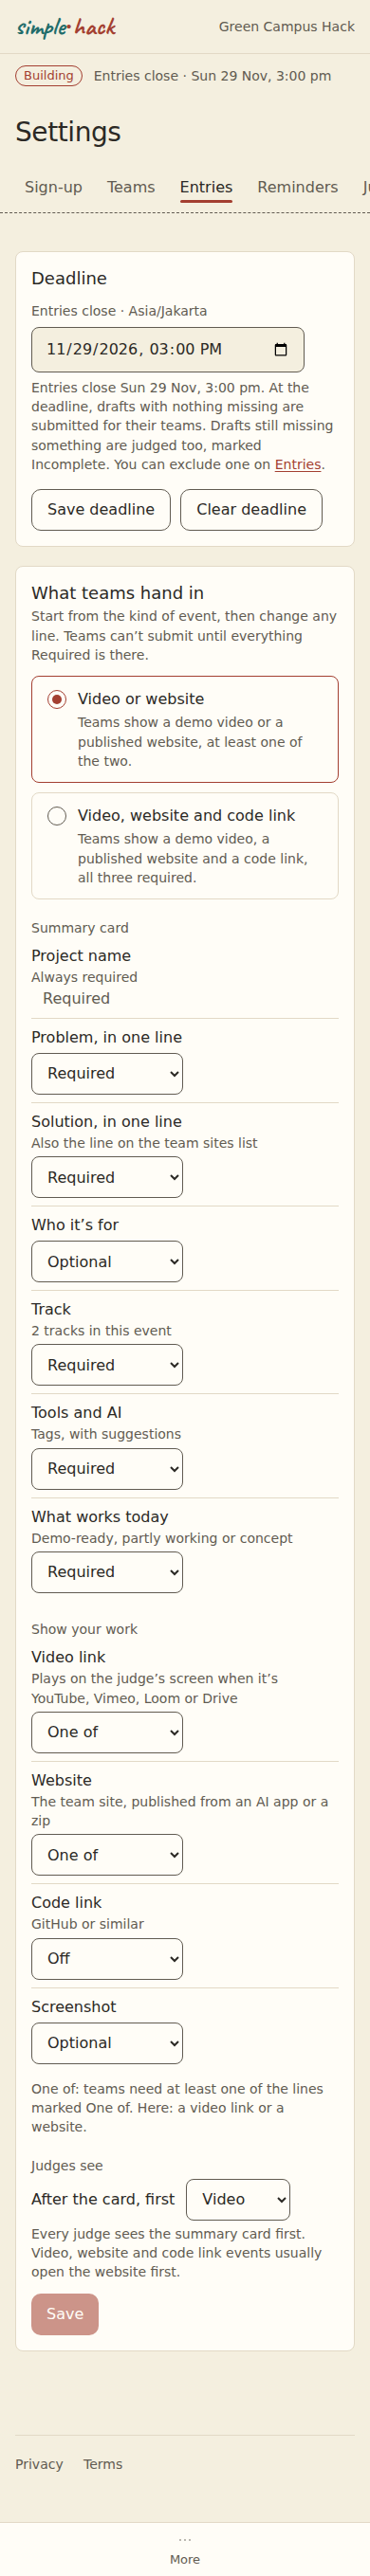 simple hack
Green Campus Hack
Building
Entries close · Sun 29 Nov, 3:00 pm
Settings
Sign-up
Teams
Entries
Reminders
Ju
Deadline
Entries close · Asia/Jakarta
11/29/2026, 03:00 PM
Entries close Sun 29 Nov, 3:00 pm. At the
deadline, drafts with nothing missing are
submitted for their teams. Drafts still missing
something are judged too, marked
Incomplete. You can exclude one on Entries.
Save deadline
Clear deadline
What teams hand in
Start from the kind of event, then change any
line. Teams can’t submit until everything
Required is there.
Video or website
Teams show a demo video or a
published website, at least one of
the two.
Video, website and code link
Teams show a demo video, a
published website and a code link,
all three required.
Summary card
Project name
Always required
Required
Problem, in one line
Required
Solution, in one line
Also the line on the team sites list
Required
Who it’s for
Optional
Track
2 tracks in this event
Required
Tools and AI
Tags, with suggestions
Required
What works today
Demo-ready, partly working or concept
Required
Show your work
Video link
Plays on the judge’s screen when it’s
YouTube, Vimeo, Loom or Drive
One of
Website
The team site, published from an AI app or a
zip
One of
Code link
GitHub or similar
Off
Screenshot
Optional
One of: teams need at least one of the lines
marked One of. Here: a video link or a
website.
Judges see
After the card, first
Video
Every judge sees the summary card first.
Video, website and code link events usually
open the website first.
Save
Privacy
Terms
...
More